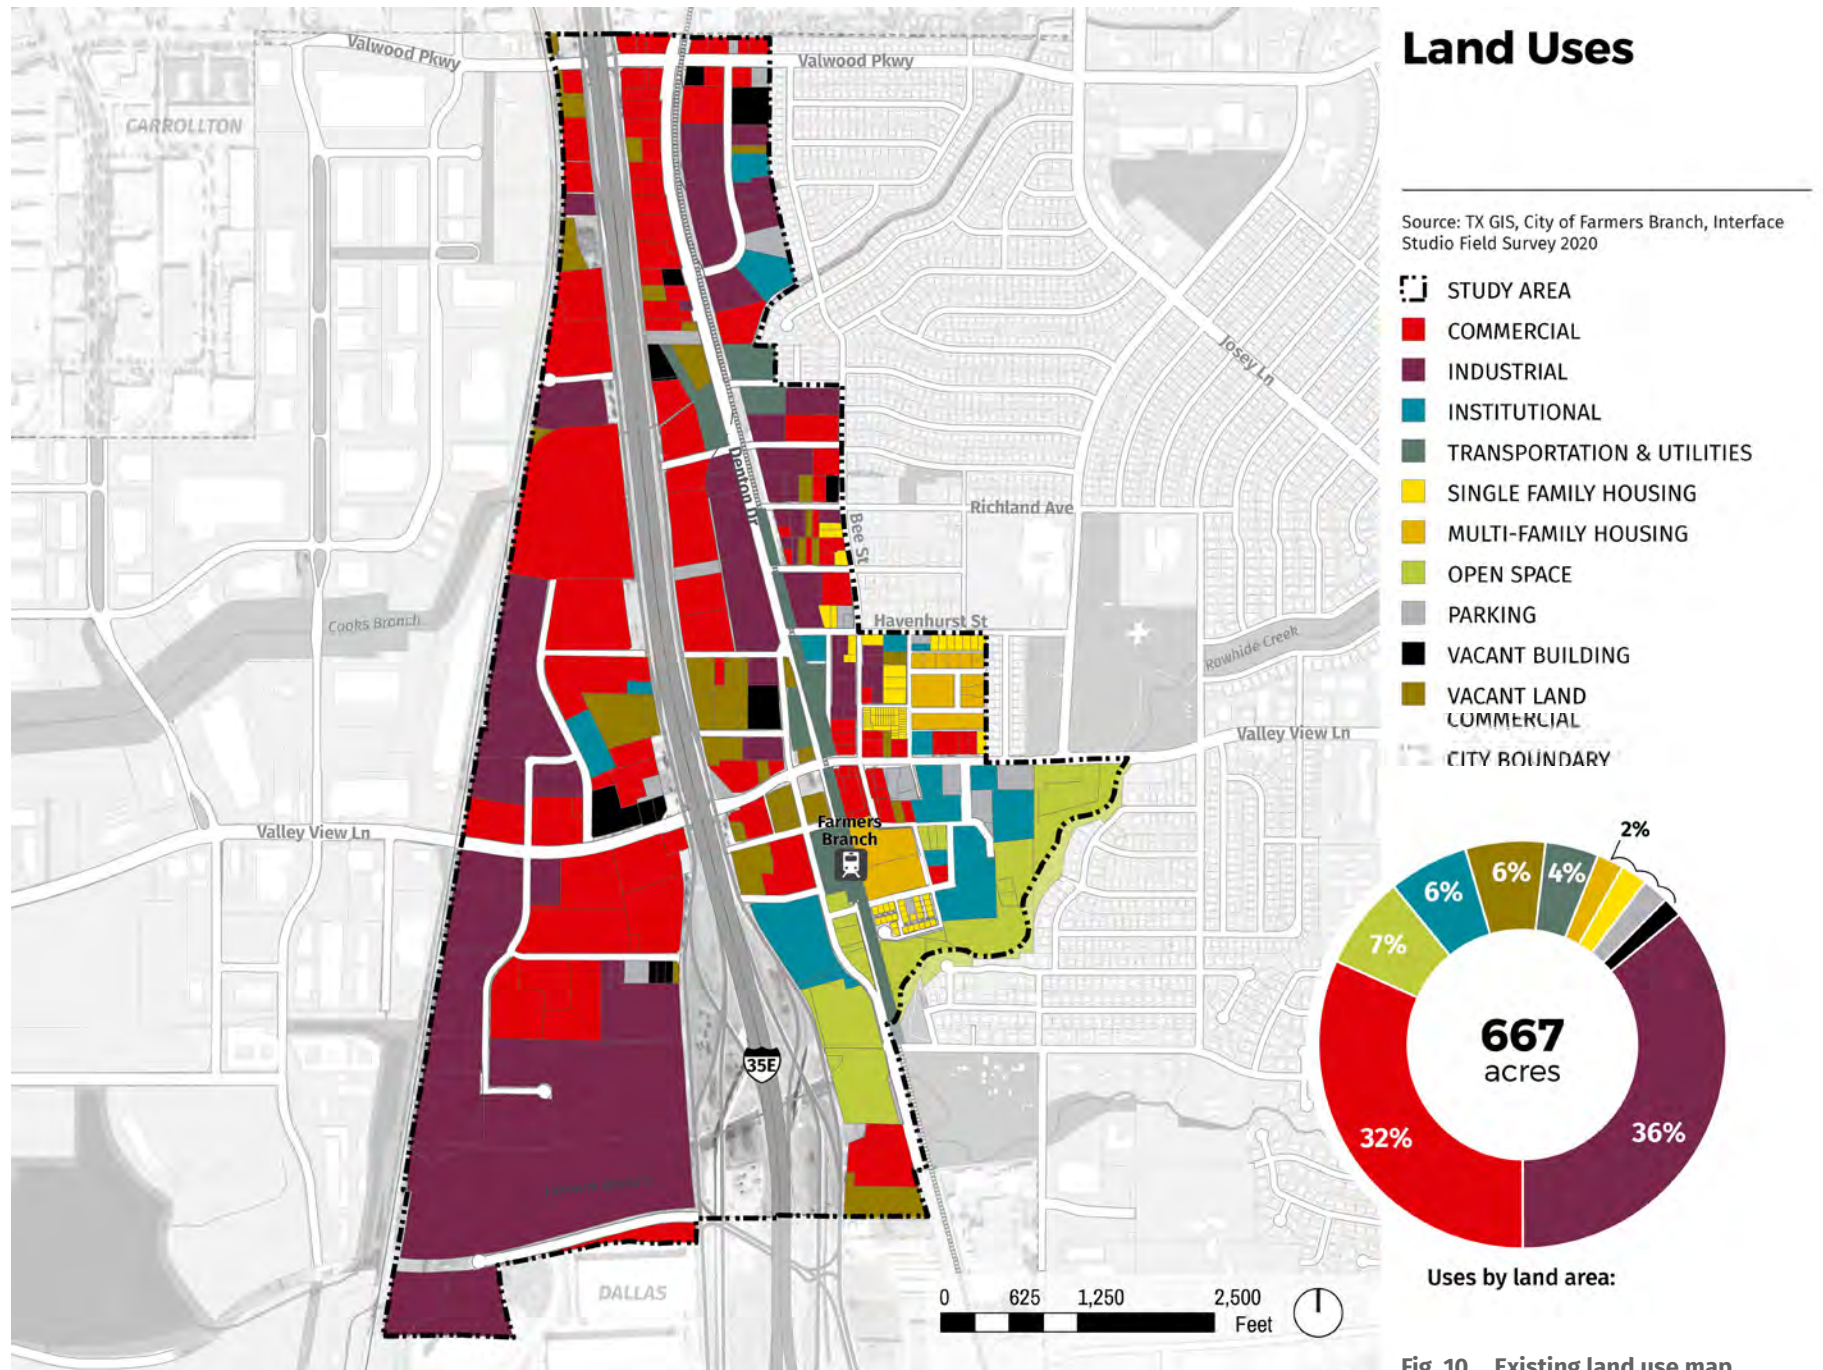 Land Uses
Source: TX GIS, City of Farmers Branch, Interface
Studio Field Survey 2020
STUDY AREA
COMMERCIAL
INDUSTRIAL
INSTITUTIONAL
TRANSPORTATION & UTILITIES
SINGLE FAMILY HOUSING
MULTI-FAMILY HOUSING
OPEN SPACE
PARKING
VACANT BUILDING
VACANT LAND
COMMERCIAL
CITY BOUNDARY
Valwood Pkwy
Valwood Pkwy
CARROLLTON
Josey Ln
Denton Dr
Richland Ave
Bee St
Cooks Branch
Havenhurst St
Rawhide Creek
Valley View Ln
Valley View Ln
Farmers
Branch
35E
DALLAS
0 625 1,250 2,500
Feet
2%
6%
6%
4%
7%
667
acres
32%
36%
Uses by land area:
Fig. 10 Existing land use map